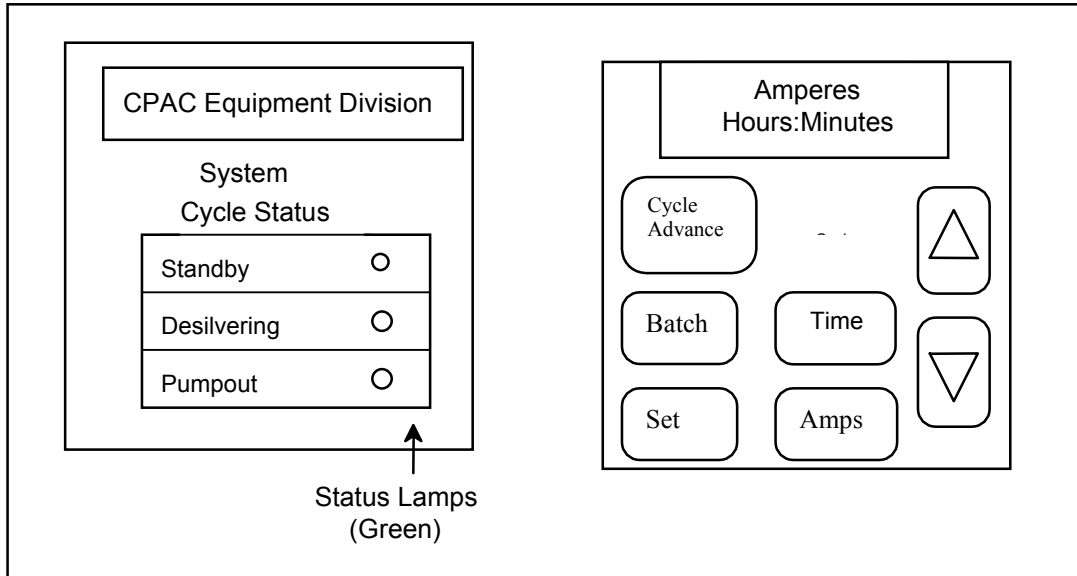 CPAC Equipment Division
System
Cycle Status
Standby
Desilvering
Pumpout
Status Lamps
(Green)
Amperes
Hours:Minutes
Cycle
Advance
Batch
Time
Set
Amps